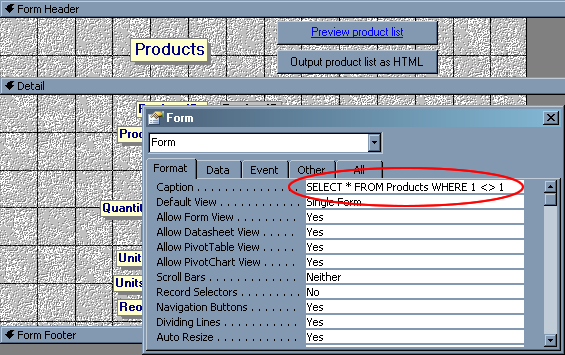 Form Header
Products
Preview product list
Output product list as HTML
Detail
Form
Form
Format Data Event Other All
Caption SELECT * FROM Products WHERE 1 <> 1
Default View Single Form
Allow Form View Yes
Allow Datasheet View Yes
Allow PivotTable View Yes
Allow PivotChart View Yes
Scroll Bars Neither
Record Selectors No
Navigation Buttons Yes
Dividing Lines Yes
Auto Resize Yes
Quantit
Unit
Units
Reo
Form Footer